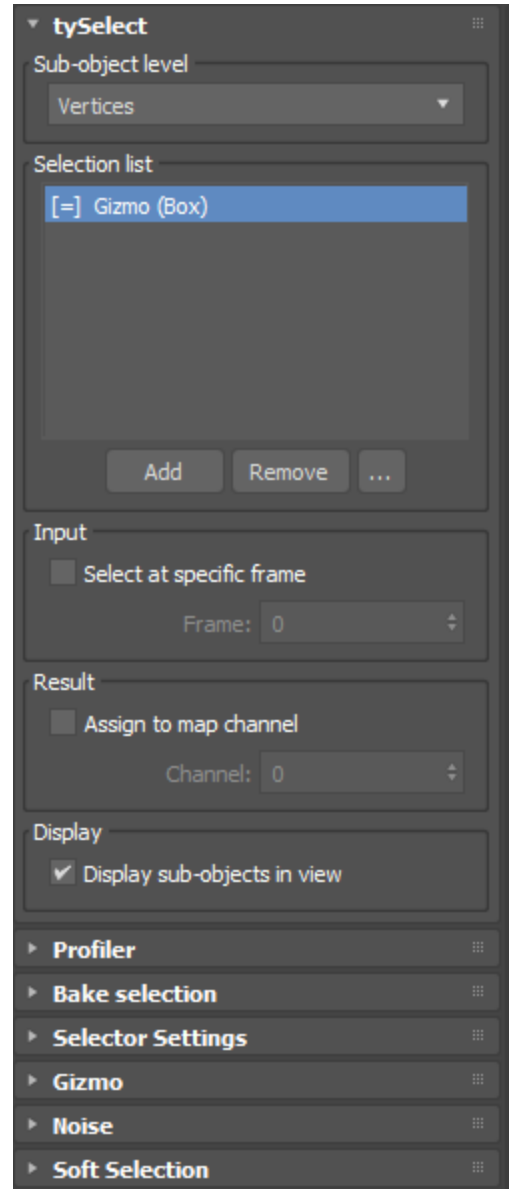 tySelect
Sub-object level
Vertices
Selection list
[=] Gizmo (Box)
Add Remove ...
Input
Select at specific frame
Frame: 0
Result
Assign to map channel
Channel: 0
Display
Display sub-objects in view
Profiler
Bake selection
Selector Settings
Gizmo
Noise
Soft Selection